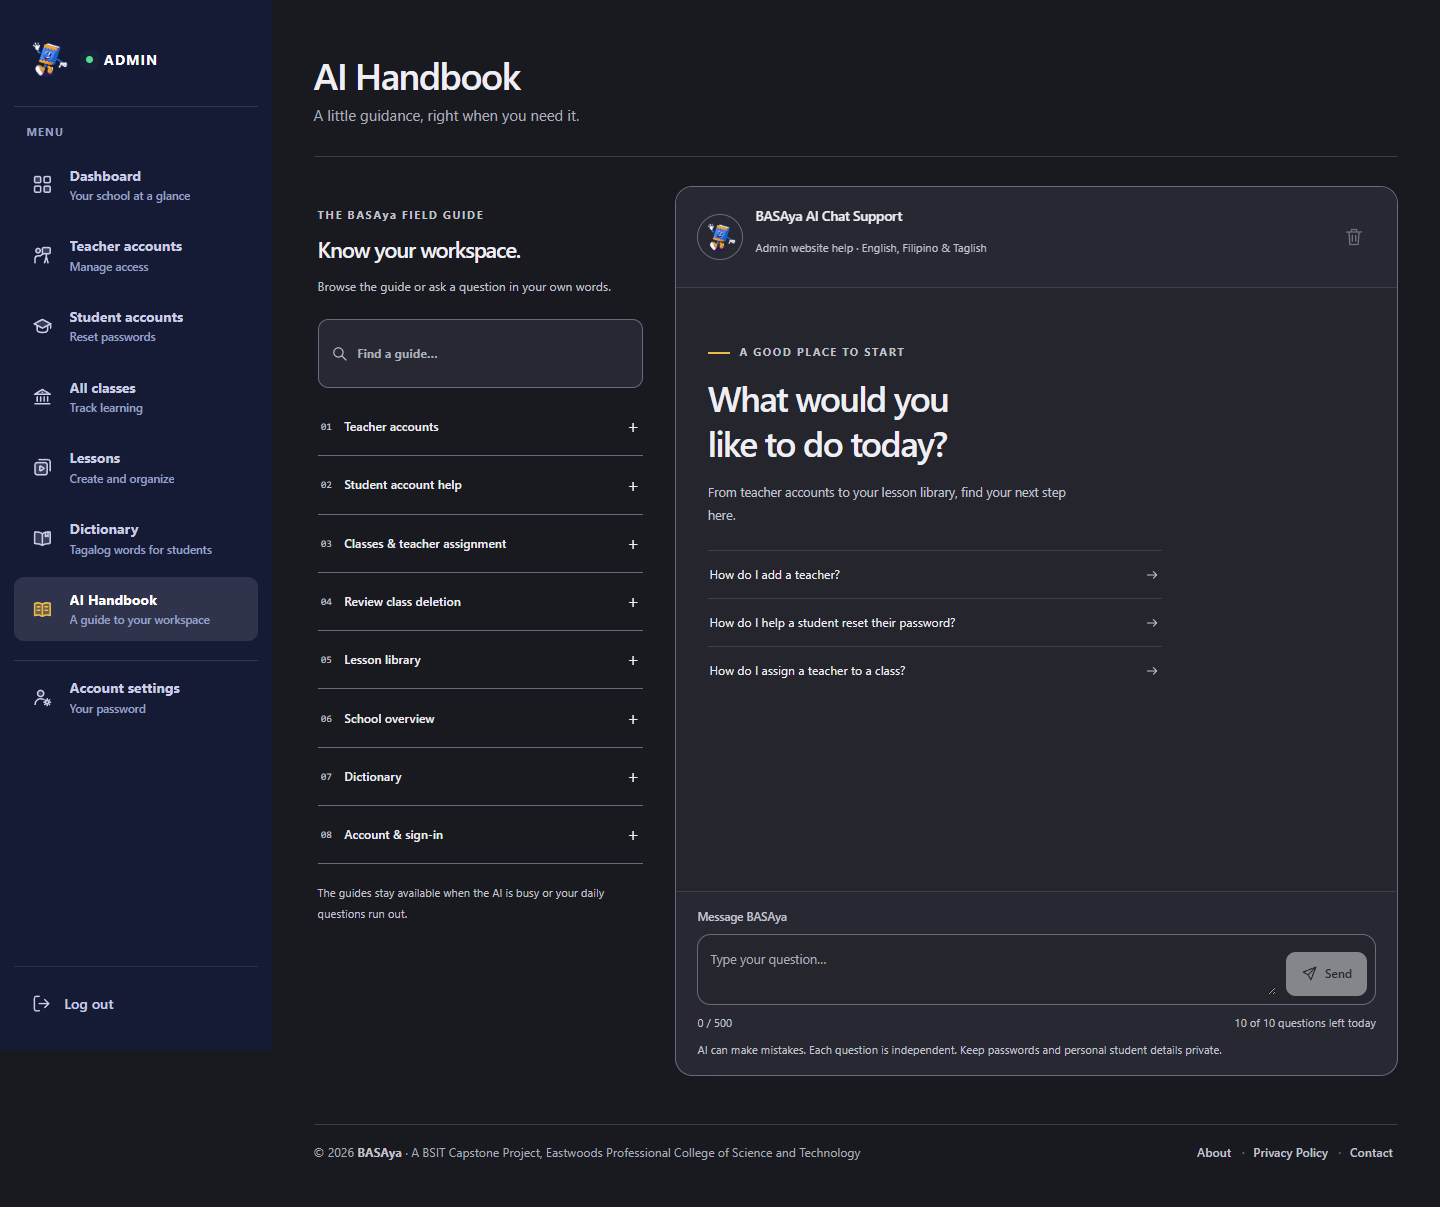 ADMIN
MENU
Dashboard
Your school at a glance
Teacher accounts
Manage access
Student accounts
Reset passwords
All classes
Track learning
Lessons
Create and organize
Dictionary
Tagalog words for students
AI Handbook
A guide to your workspace
Account settings
Your password
Log out
AI Handbook
A little guidance, right when you need it.
THE BASAya FIELD GUIDE
Know your workspace.
Browse the guide or ask a question in your own words.
Find a guide...
01 Teacher accounts +
02 Student account help +
03 Classes & teacher assignment +
04 Review class deletion +
05 Lesson library +
06 School overview +
07 Dictionary +
08 Account & sign-in +
The guides stay available when the AI is busy or your daily
questions run out.
BASAya AI Chat Support
Admin website help · English, Filipino & Taglish
A GOOD PLACE TO START
What would you
like to do today?
From teacher accounts to your lesson library, find your next step
here.
How do I add a teacher? →
How do I help a student reset their password? →
How do I assign a teacher to a class? →
Message BASAya
Type your question...
Send
0 / 500
10 of 10 questions left today
AI can make mistakes. Each question is independent. Keep passwords and personal student details private.
© 2026 BASAya · A BSIT Capstone Project, Eastwoods Professional College of Science and Technology
About · Privacy Policy · Contact